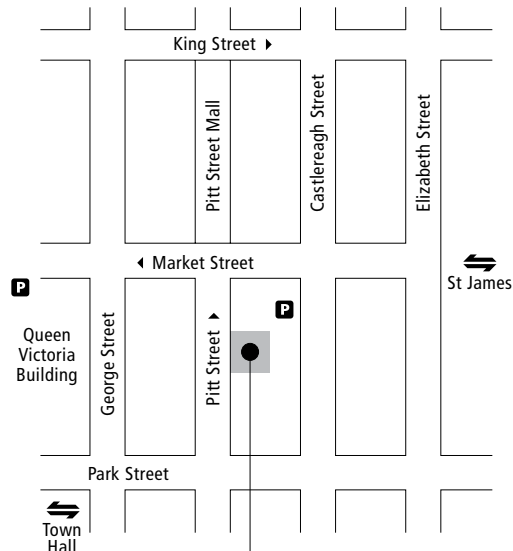 King Street
Pitt Street Mall
Castlereagh Street
Elizabeth Street
Market Street
P
St James
P
Queen
Victoria
Building
George Street
Pitt Street
Park Street
Town
Hall